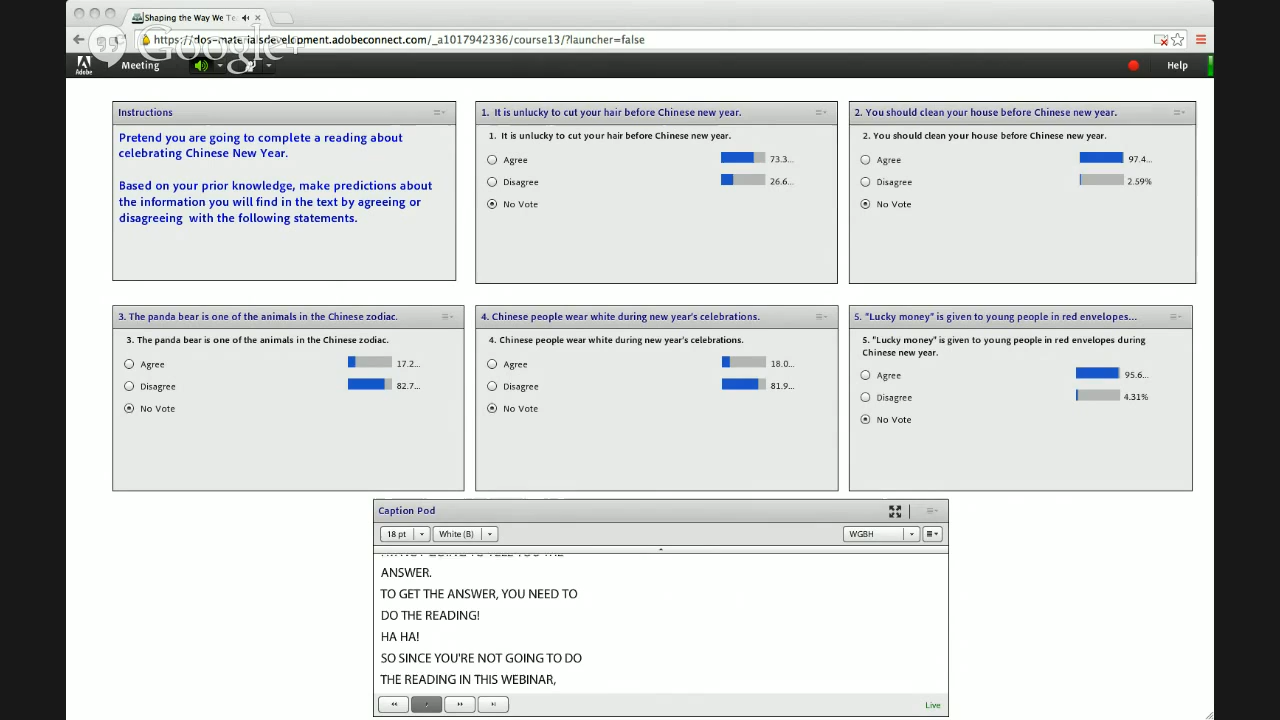 Shaping the Way We Te
Google+
https://dos-materialsdevelopment.adobeconnect.com/_a1017942336/course13/?launcher=false
Adobe
Meeting
Help
Instructions
Pretend you are going to complete a reading about
celebrating Chinese New Year.
Based on your prior knowledge, make predictions about
the information you will find in the text by agreeing or
disagreeing with the following statements.
1. It is unlucky to cut your hair before Chinese new year.
1. It is unlucky to cut your hair before Chinese new year.
Agree 73.3...
Disagree 26.6...
No Vote
2. You should clean your house before Chinese new year.
2. You should clean your house before Chinese new year.
Agree 97.4...
Disagree 2.59%
No Vote
3. The panda bear is one of the animals in the Chinese zodiac.
3. The panda bear is one of the animals in the Chinese zodiac.
Agree 17.2...
Disagree 82.7...
No Vote
4. Chinese people wear white during new year's celebrations.
4. Chinese people wear white during new year's celebrations.
Agree 18.0...
Disagree 81.9...
No Vote
5. "Lucky money" is given to young people in red envelopes...
5. "Lucky money" is given to young people in red envelopes during
Chinese new year.
Agree 95.6...
Disagree 4.31%
No Vote
Caption Pod
18 pt White (B) WGBH
ANSWER.
TO GET THE ANSWER, YOU NEED TO
DO THE READING!
HA HA!
SO SINCE YOU'RE NOT GOING TO DO
THE READING IN THIS WEBINAR,
Live